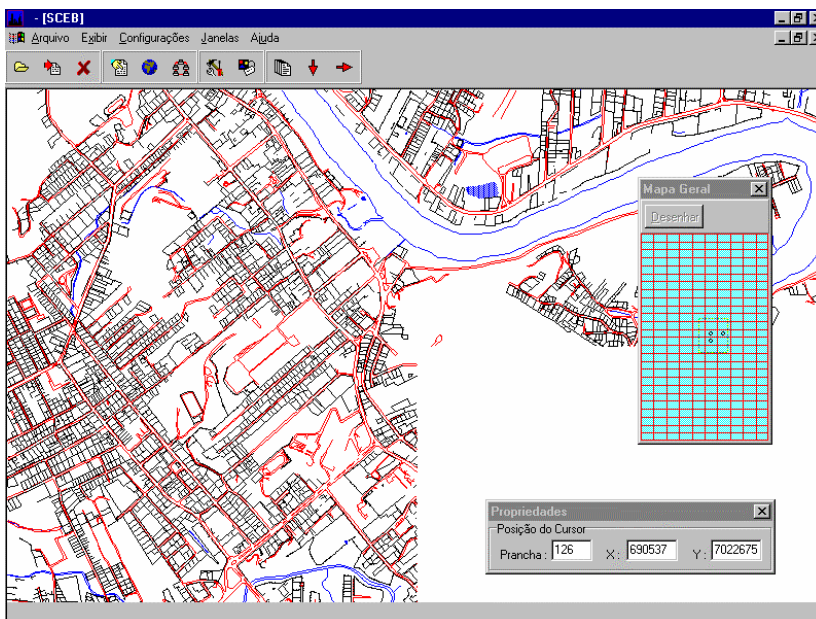 - [SCEB]
Arquivo Exibir Configurações Janelas Ajuda
Mapa Geral
Desenhar
Propriedades
Posição do Cursor
Prancha : 126 X : 690537 Y : 7022675